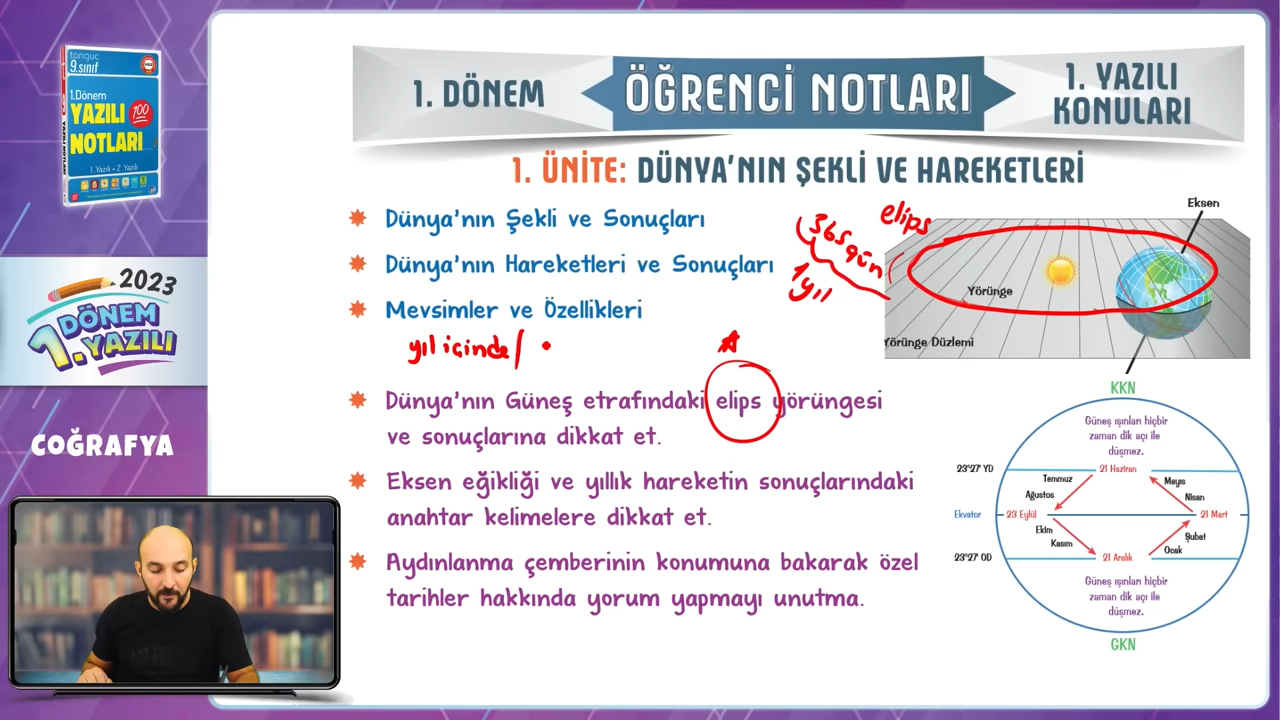 tonguç
9.sınıf
1.Dönem
YAZILI
100
NOTLARI
1.Yazılı • 2.Yazılı
YAZILI NOTLARI
2023
1. DÖNEM
1. YAZILI
COĞRAFYA
1. DÖNEM
ÖĞRENCİ NOTLARI
1. YAZILI
KONULARI
1. ÜNİTE: DÜNYA'NIN ŞEKLİ VE HAREKETLERİ
Dünya'nın Şekli ve Sonuçları
Dünya'nın Hareketleri ve Sonuçları
Mevsimler ve Özellikleri
yıl içinde/
Dünya'nın Güneş etrafındaki elips yörüngesi
ve sonuçlarına dikkat et.
Eksen eğikliği ve yıllık hareketin sonuçlarındaki
anahtar kelimelere dikkat et.
Aydınlanma çemberinin konumuna bakarak özel
tarihler hakkında yorum yapmayı unutma.
elips
365 gün
1 yıl
Eksen
Yörünge
Yörünge Düzlemi
KKN
Güneş ışınları hiçbir
zaman dik açı ile
düşmez.
23°27' YD
21 Haziran
Temmuz
Mayıs
Ağustos
Nisan
Ekvator
23 Eylül
21 Mart
Ekim
Şubat
Kasım
Ocak
23°27' OD
21 Aralık
Güneş ışınları hiçbir
zaman dik açı ile
düşmez.
GKN